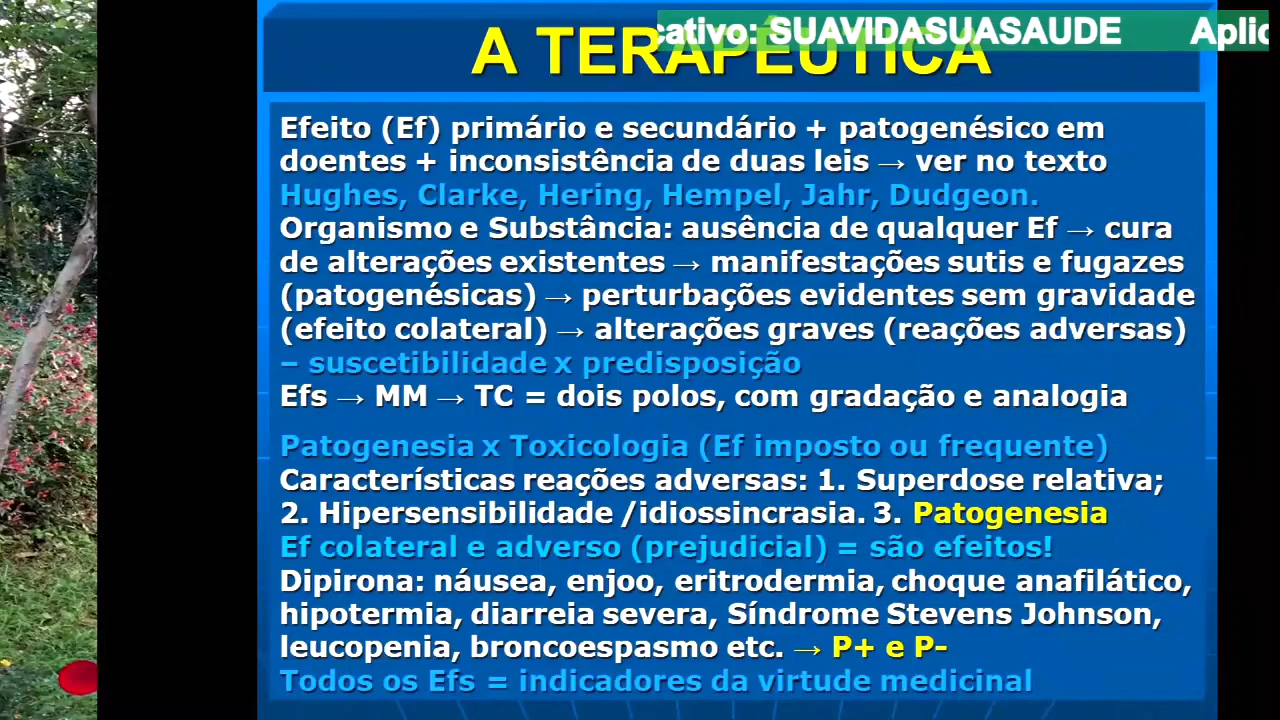 cativo: SUAVIDASUASAUDE Aplic
A TERAPÊUTICA
Efeito (Ef) primário e secundário + patogenésico em
doentes + inconsistência de duas leis → ver no texto
Hughes, Clarke, Hering, Hempel, Jahr, Dudgeon.
Organismo e Substância: ausência de qualquer Ef → cura
de alterações existentes → manifestações sutis e fugazes
(patogenésicas) → perturbações evidentes sem gravidade
(efeito colateral) → alterações graves (reações adversas)
– suscetibilidade x predisposição
Efs → MM → TC = dois polos, com gradação e analogia
Patogenesia x Toxicologia (Ef imposto ou frequente)
Características reações adversas: 1. Superdose relativa;
2. Hipersensibilidade /idiossincrasia. 3. Patogenesia
Ef colateral e adverso (prejudicial) = são efeitos!
Dipirona: náusea, enjoo, eritrodermia, choque anafilático,
hipotermia, diarreia severa, Síndrome Stevens Johnson,
leucopenia, broncoespasmo etc. → P+ e P-
Todos os Efs = indicadores da virtude medicinal